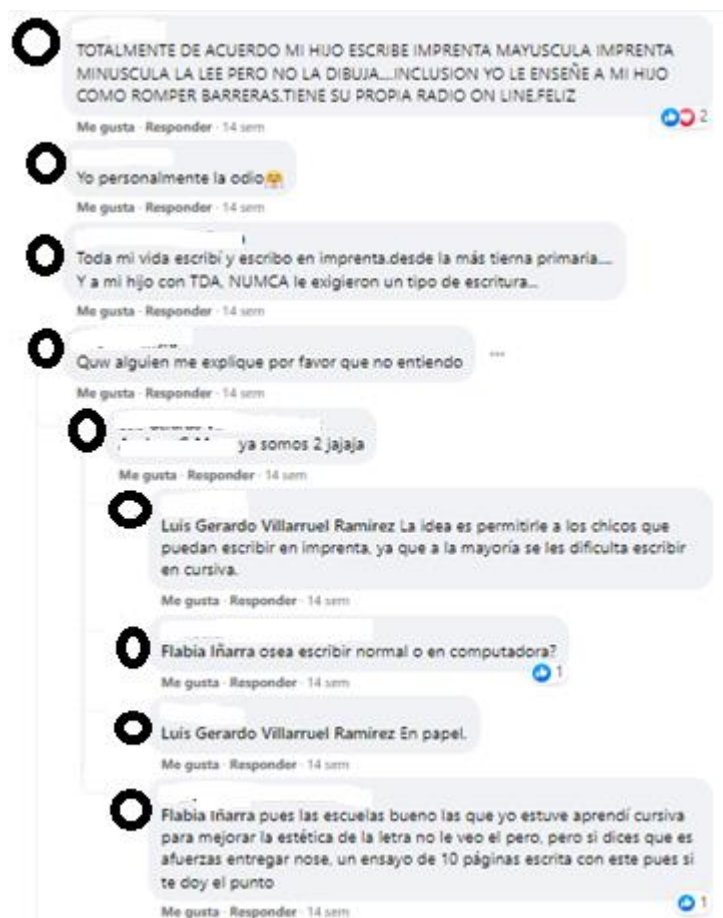 TOTALMENTE DE ACUERDO MI HIJO ESCRIBE IMPRENTA MAYUSCULA IMPRENTA
MINUSCULA LA LEE PERO NO LA DIBUJA....INCLUSION YO LE ENSEÑE A MI HIJO
COMO ROMPER BARRERAS.TIENE SU PROPIA RADIO ON LINE.FELIZ
2
Me gusta · Responder · 14 sem
Yo personalmente la odio
Me gusta · Responder · 14 sem
Toda mi vida escribí y escribo en imprenta.desde la más tierna primaria....
Y a mi hijo con TDA, NUMCA le exigieron un tipo de escritura...
Me gusta · Responder · 14 sem
Quw alguien me explique por favor que no entiendo
Me gusta · Responder · 14 sem
ya somos 2 jajaja
Me gusta · Responder · 14 sem
Luis Gerardo Villarruel Ramirez La idea es permitirle a los chicos que
puedan escribir en imprenta, ya que a la mayoría se les dificulta escribir
en cursiva.
Me gusta · Responder · 14 sem
Flabia Iñarra osea escribir normal o en computadora?
1
Me gusta · Responder · 14 sem
Luis Gerardo Villarruel Ramirez En papel.
Me gusta · Responder · 14 sem
Flabia Iñarra pues las escuelas bueno las que yo estuve aprendí cursiva
para mejorar la estética de la letra no le veo el pero, pero si dices que es
afuerzas entregar nose, un ensayo de 10 páginas escrita con este pues si
te doy el punto
1
Me gusta · Responder · 14 sem